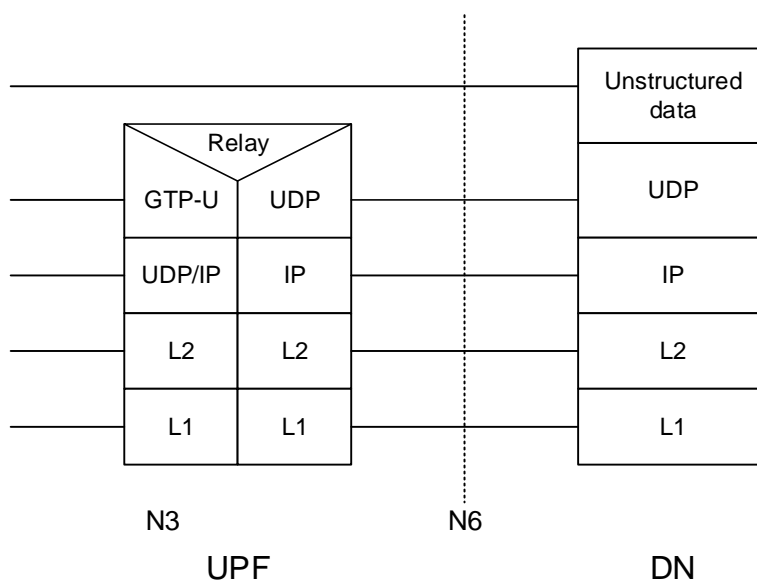 Unstructured
data
Relay
GTP-U
UDP
UDP
UDP/IP
IP
IP
L2
L2
L2
L1
L1
L1
N3
N6
UPF
DN